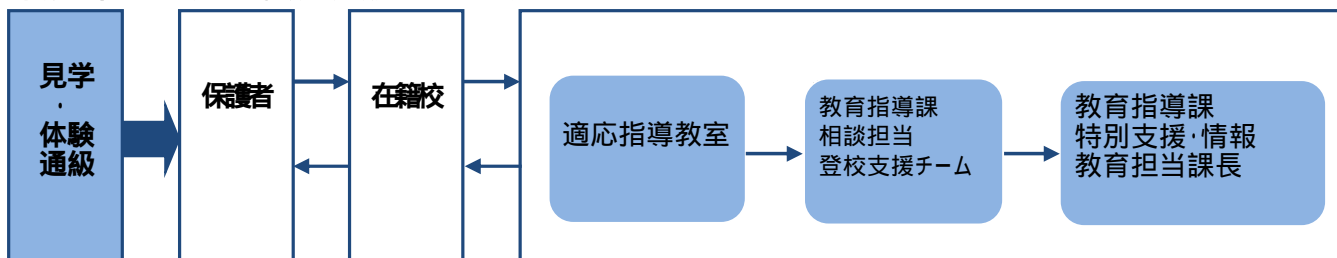 見学
・
体験
通級
保護者
在籍校
適応指導教室
教育指導課
相談担当
登校支援チーム
教育指導課
特別支援・情報
教育担当課長